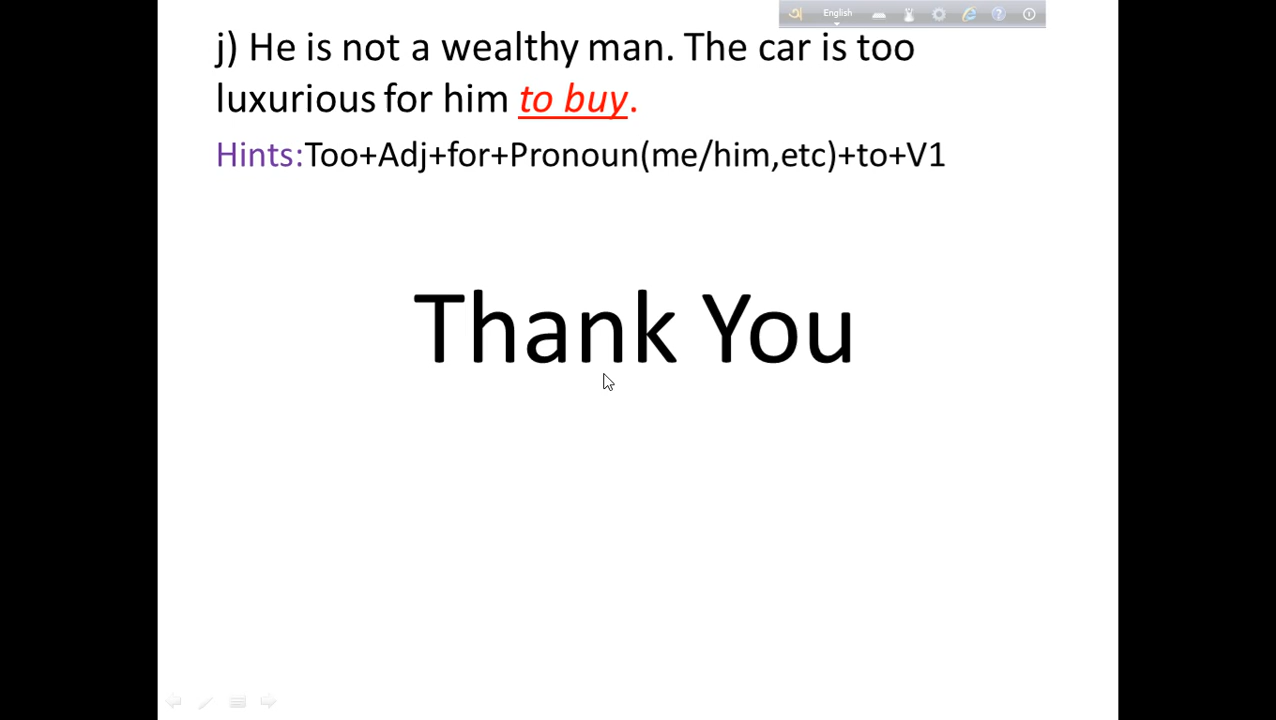 English
j) He is not a wealthy man. The car is too
luxurious for him to buy.
Hints:Too+Adj+for+Pronoun(me/him,etc)+to+V1
Thank You